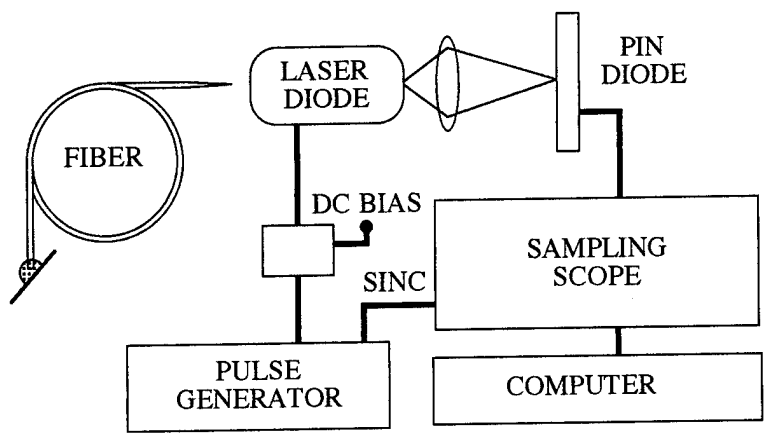 LASER
DIODE
PIN
DIODE
FIBER
DC BIAS
SAMPLING
SCOPE
SINC
PULSE
GENERATOR
COMPUTER